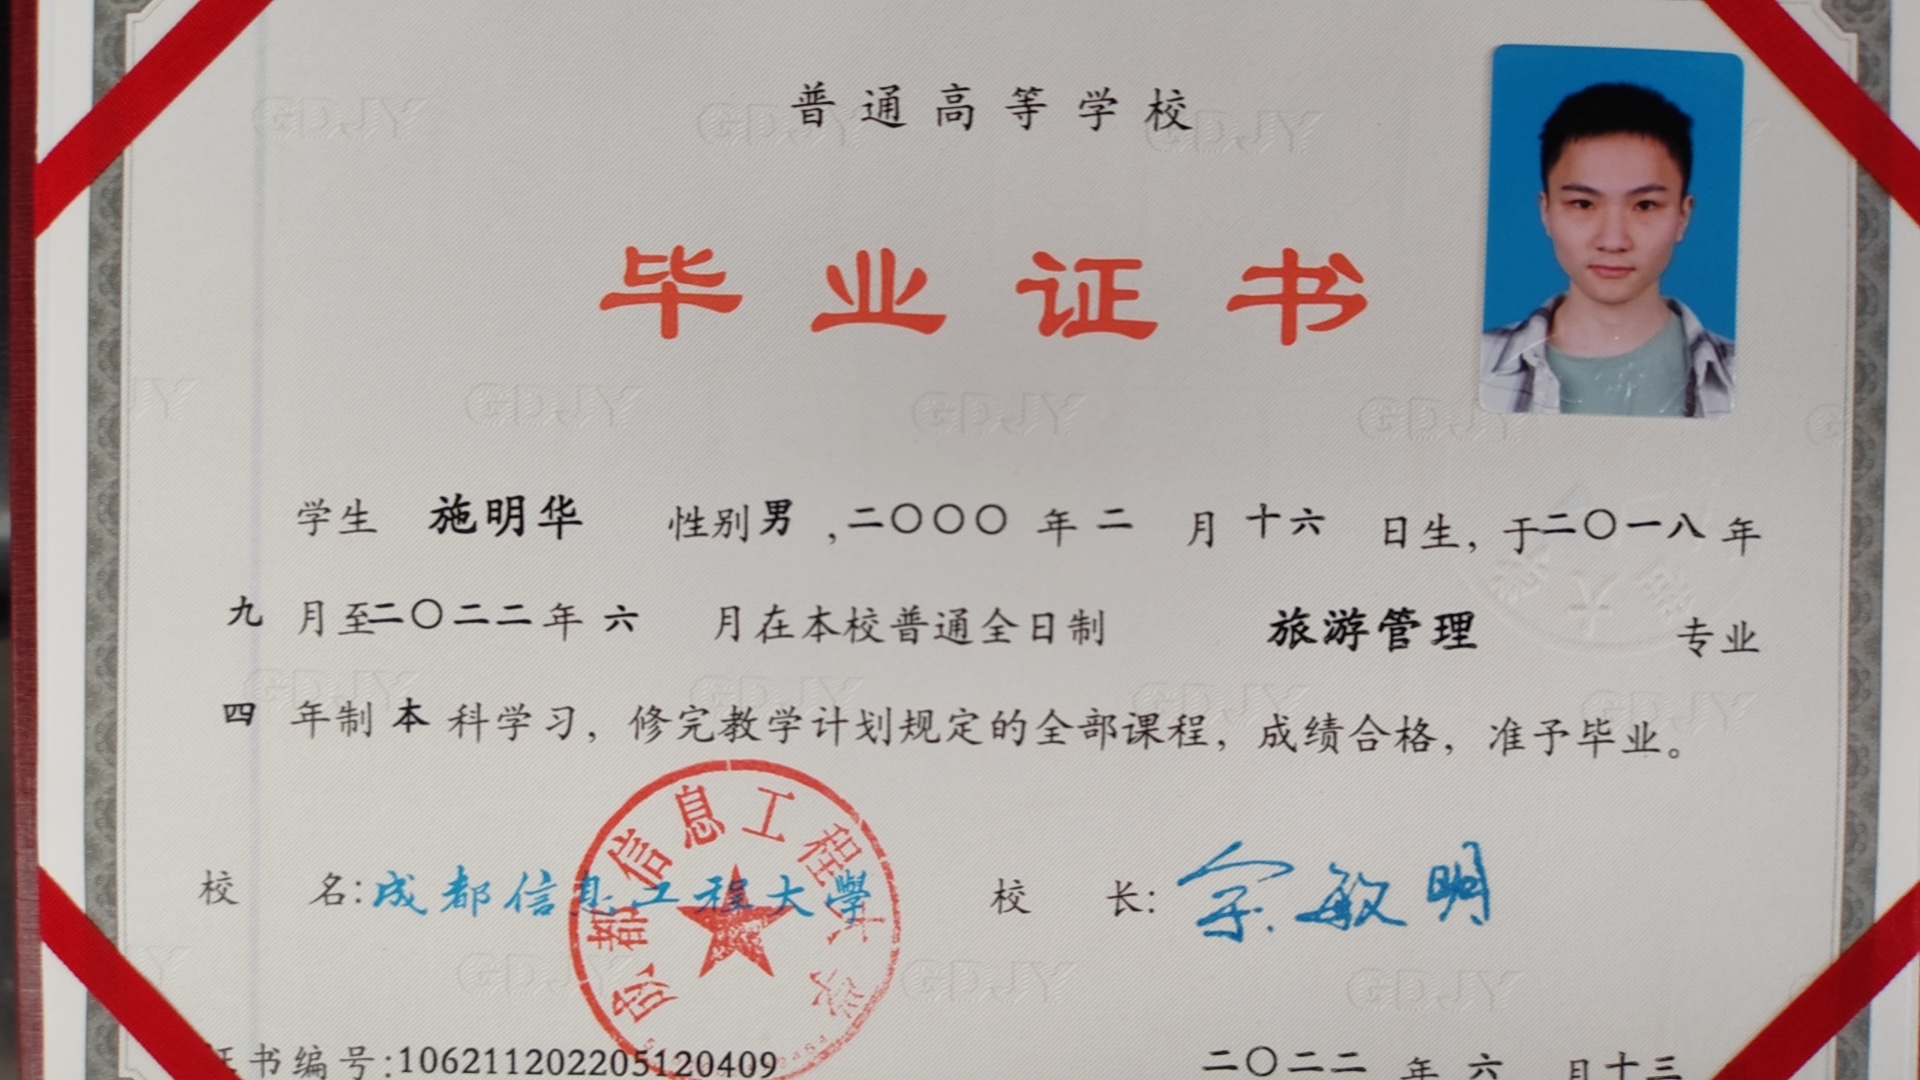 普通高等学校
毕业证书
学生 施明华 性别男,二〇〇〇年二月十六日生,于二〇一八年
九月至二〇二二年六月在本校普通全日制 旅游管理 专业
四年制本科学习,修完教学计划规定的全部课程,成绩合格,准予毕业。
校 名:成都信息工程大學 校 长:
成都信息工程大学
证书编号:106211202205120409 二〇二二年六月十三
GDJY